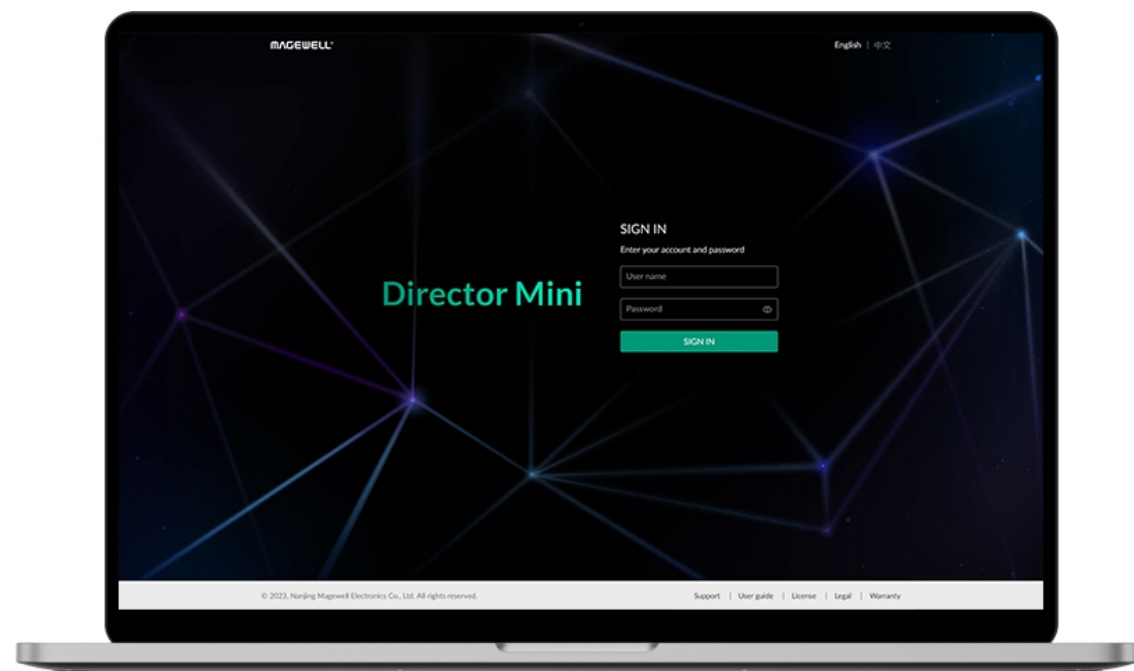 MAGEWELL®
English | 中文
SIGN IN
Enter your account and password
User name
Director Mini
Password
SIGN IN
© 2023, Nanjing Magewell Electronics Co., Ltd. All rights reserved.
Support | User guide | License | Legal | Warranty